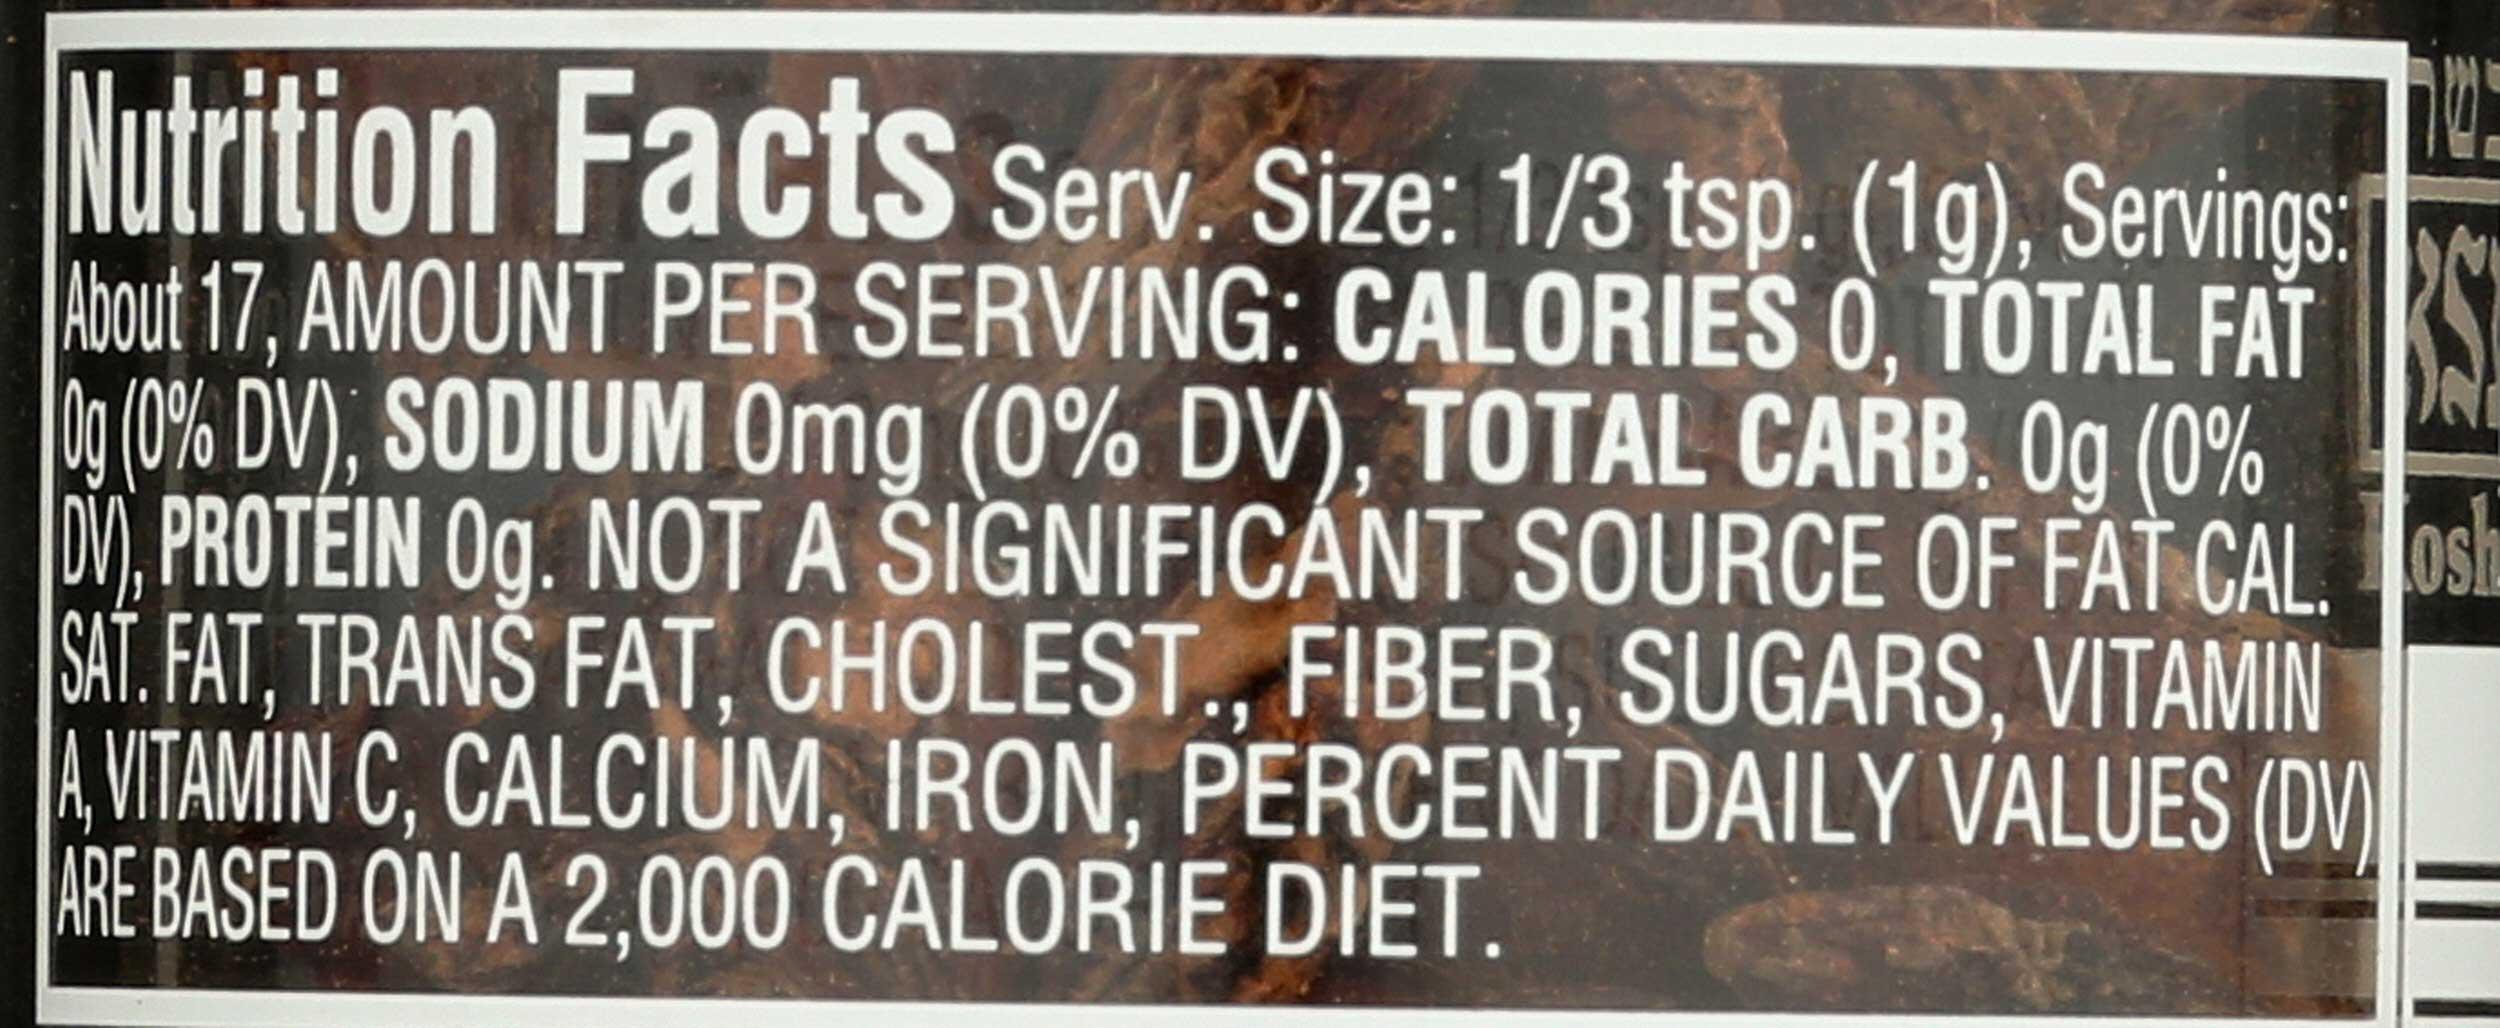 Nutrition Facts Serv. Size: 1/3 tsp. (1g), Servings:
About 17, AMOUNT PER SERVING: CALORIES 0, TOTAL FAT
0g (0% DV), SODIUM 0mg (0% DV), TOTAL CARB. 0g (0%
DV), PROTEIN 0g. NOT A SIGNIFICANT SOURCE OF FAT CAL.
SAT. FAT, TRANS FAT, CHOLEST., FIBER, SUGARS, VITAMIN
A, VITAMIN C, CALCIUM, IRON, PERCENT DAILY VALUES (DV)
ARE BASED ON A 2,000 CALORIE DIET.